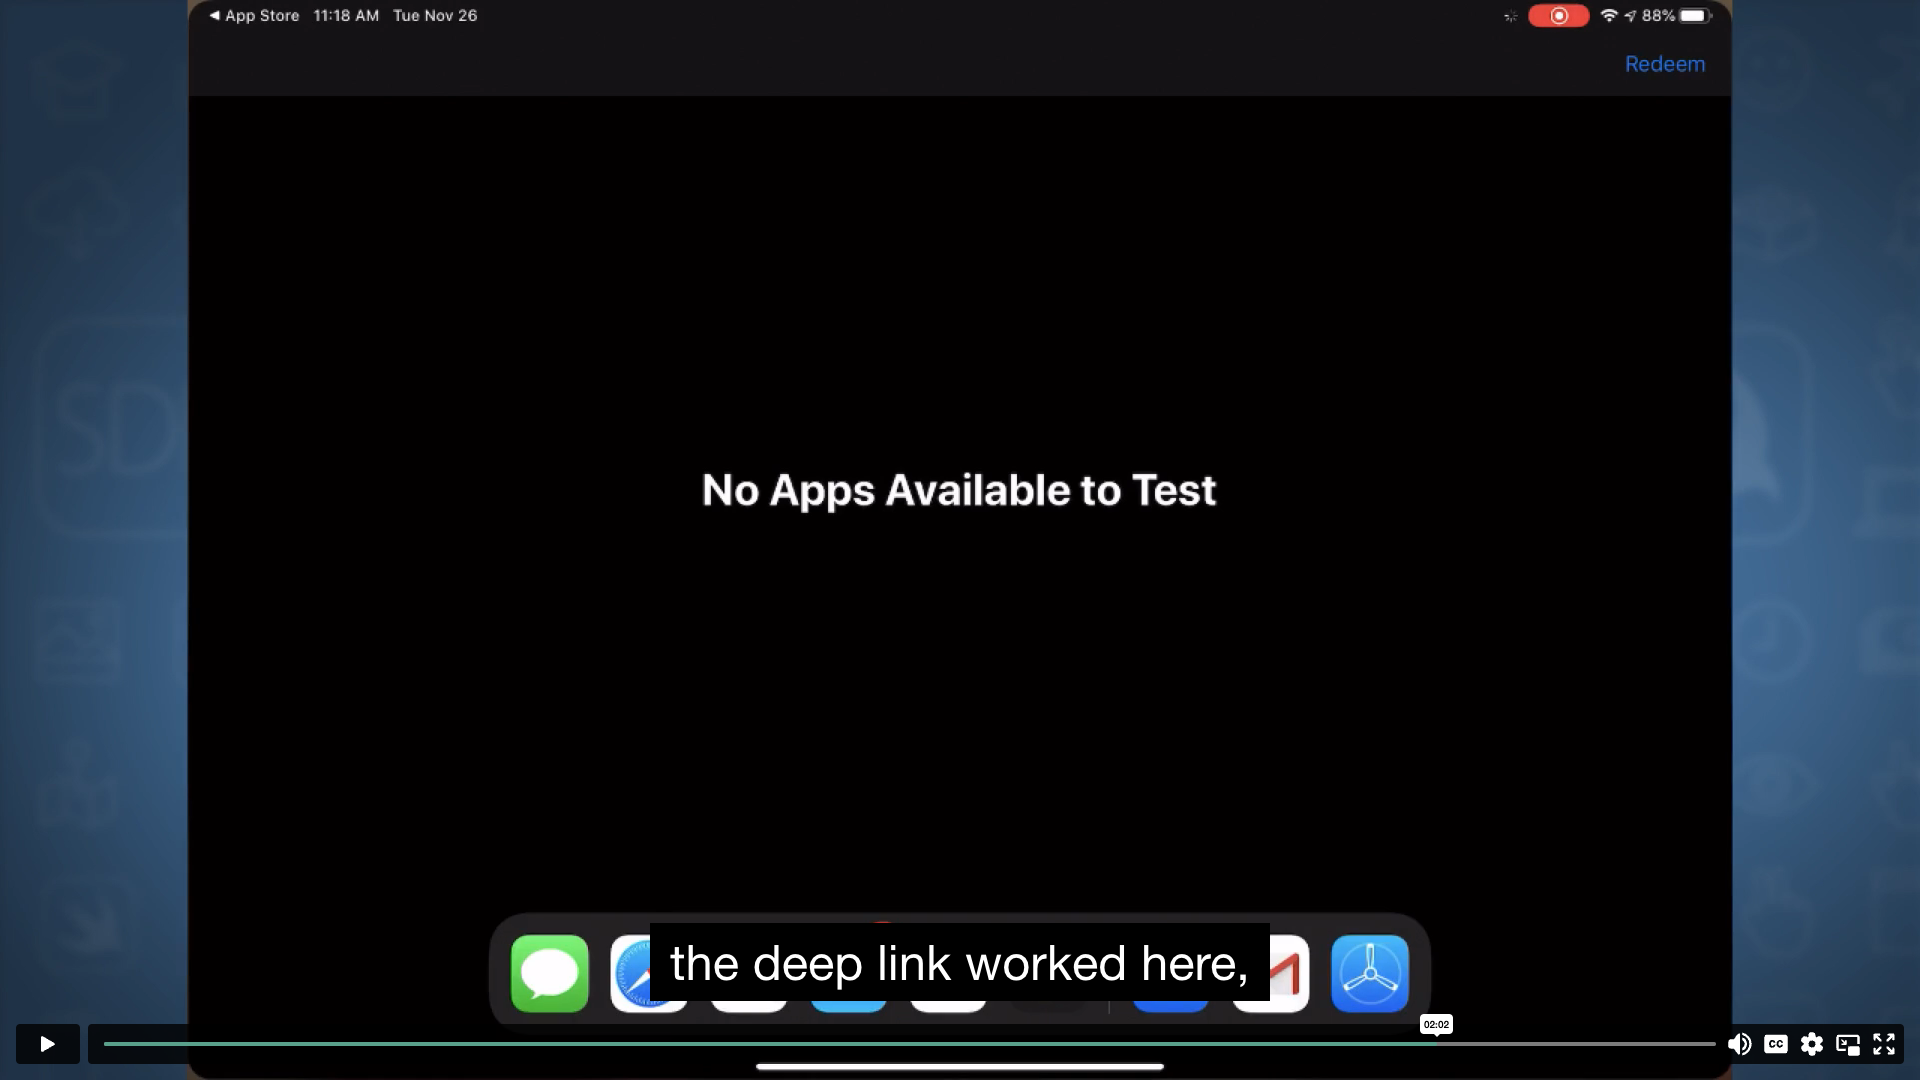 ◀ App Store 11:18 AM Tue Nov 26 88%
Redeem
SD
No Apps Available to Test
the deep link worked here,
02:02
CC